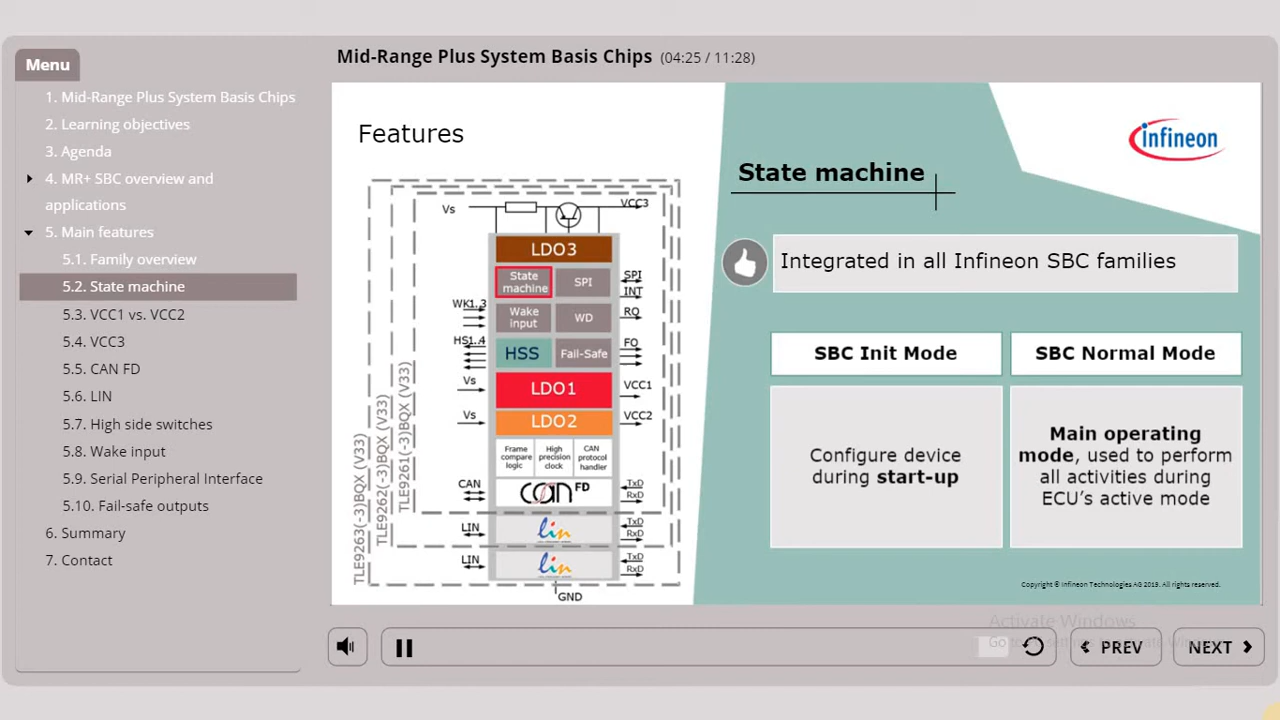 Mid-Range Plus System Basis Chips (04:25 / 11:28)
Menu
1. Mid-Range Plus System Basis Chips
2. Learning objectives
3. Agenda
4. MR+ SBC overview and
applications
5. Main features
5.1. Family overview
5.2. State machine
5.3. VCC1 vs. VCC2
5.4. VCC3
5.5. CAN FD
5.6. LIN
5.7. High side switches
5.8. Wake input
5.9. Serial Peripheral Interface
5.10. Fail-safe outputs
6. Summary
7. Contact
Features
Vs
VCC3
LDO3
State
machine
SPI
SPI
INT
WK1..3
Wake
input
WD
RO
HS1..4
HSS
Fail-Safe
FO
Vs
LDO1
VCC1
Vs
LDO2
VCC2
Frame
compare
logic
High
precision
clock
CAN
protocol
handler
CAN
CAN FD
TxD
RxD
LIN
lin
TxD
RxD
LIN
lin
TxD
RxD
GND
TLE9263(-3)BQX (V33)
TLE9262(-3)BQX (V33)
TLE9261(-3)BQX (V33)
infineon
State machine
Integrated in all Infineon SBC families
SBC Init Mode
Configure device
during start-up
SBC Normal Mode
Main operating
mode, used to perform
all activities during
ECU's active mode
Copyright © Infineon Technologies AG 2019. All rights reserved.
Activate Windows
PREV
NEXT